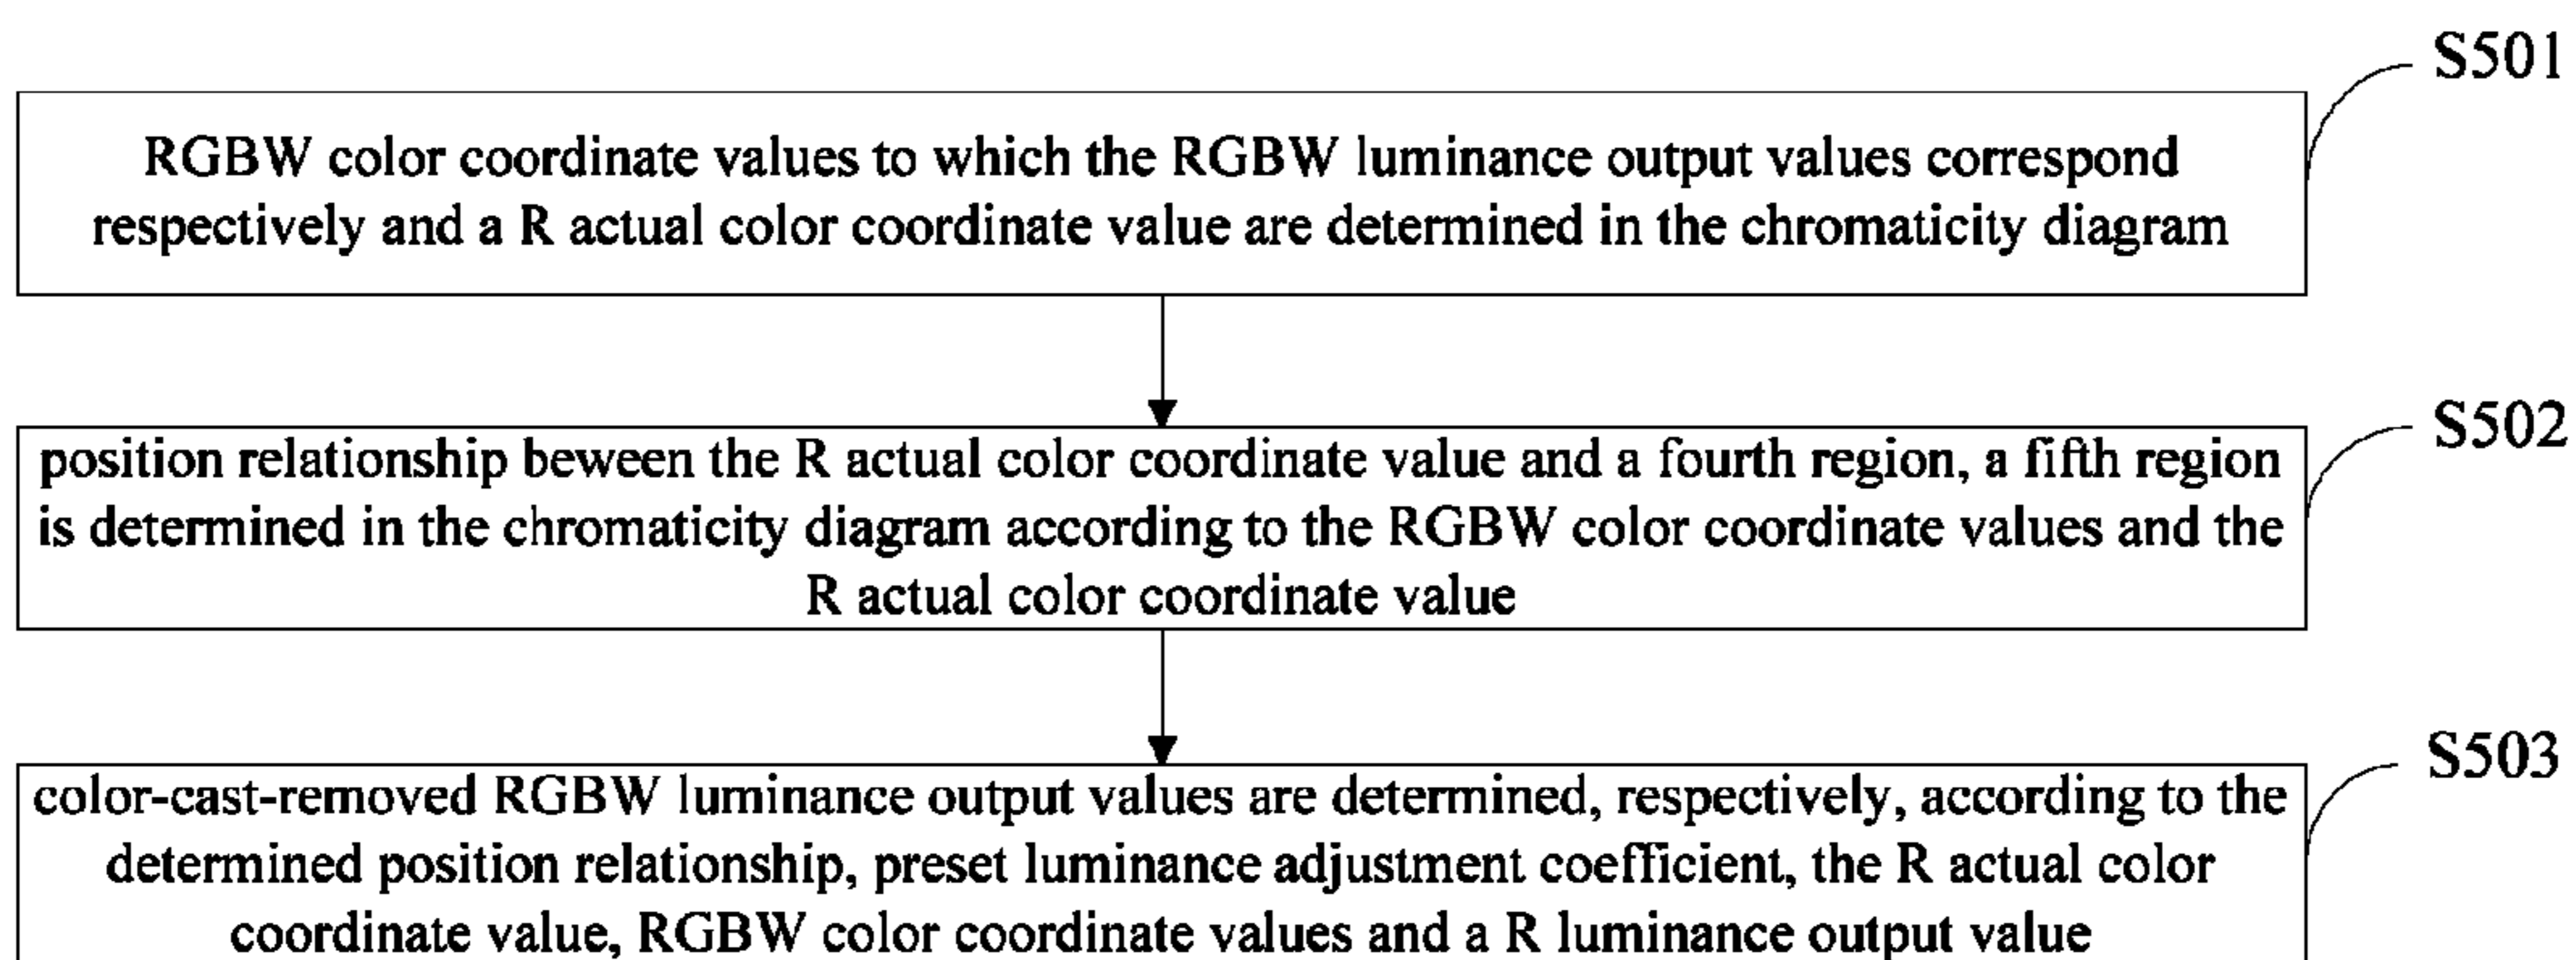 S501
RGBW color coordinate values to which the RGBW luminance output values correspond
respectively and a R actual color coordinate value are determined in the chromaticity diagram
S502
position relationship beween the R actual color coordinate value and a fourth region, a fifth region
is determined in the chromaticity diagram according to the RGBW color coordinate values and the
R actual color coordinate value
S503
color-cast-removed RGBW luminance output values are determined, respectively, according to the
determined position relationship, preset luminance adjustment coefficient, the R actual color
coordinate value, RGBW color coordinate values and a R luminance output value